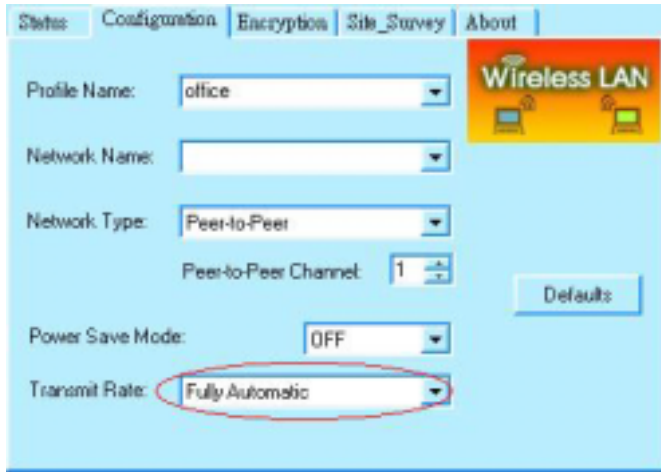 Status Configuration Encryption Site_Survey About
Wireless LAN
Profile Name: office
Network Name:
Network Type: Peer-to-Peer
Peer-to-Peer Channel: 1
Defaults
Power Save Mode: OFF
Transmit Rate: Fully Automatic